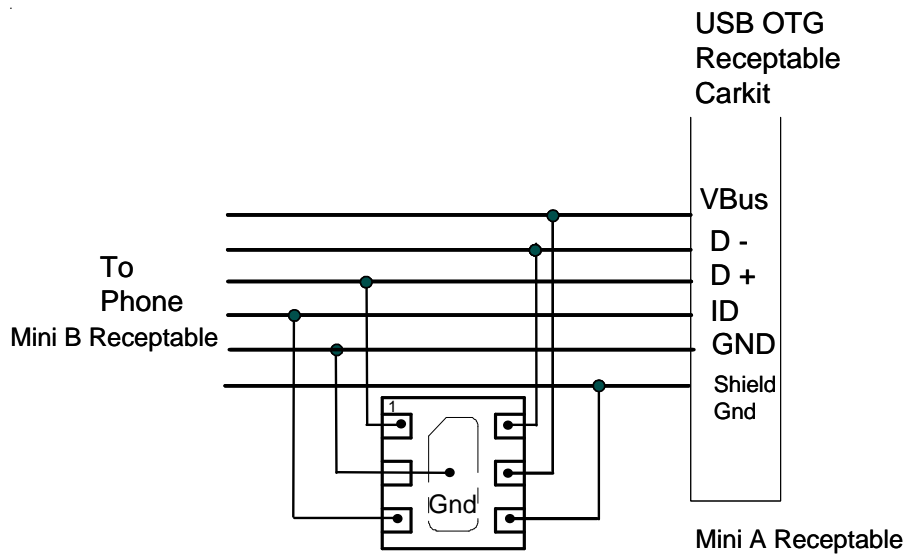 USB OTG
Receptable
Carkit
VBus
D -
D +
ID
GND
Shield
Gnd
To
Phone
Mini B Receptable
1
Gnd
Mini A Receptable